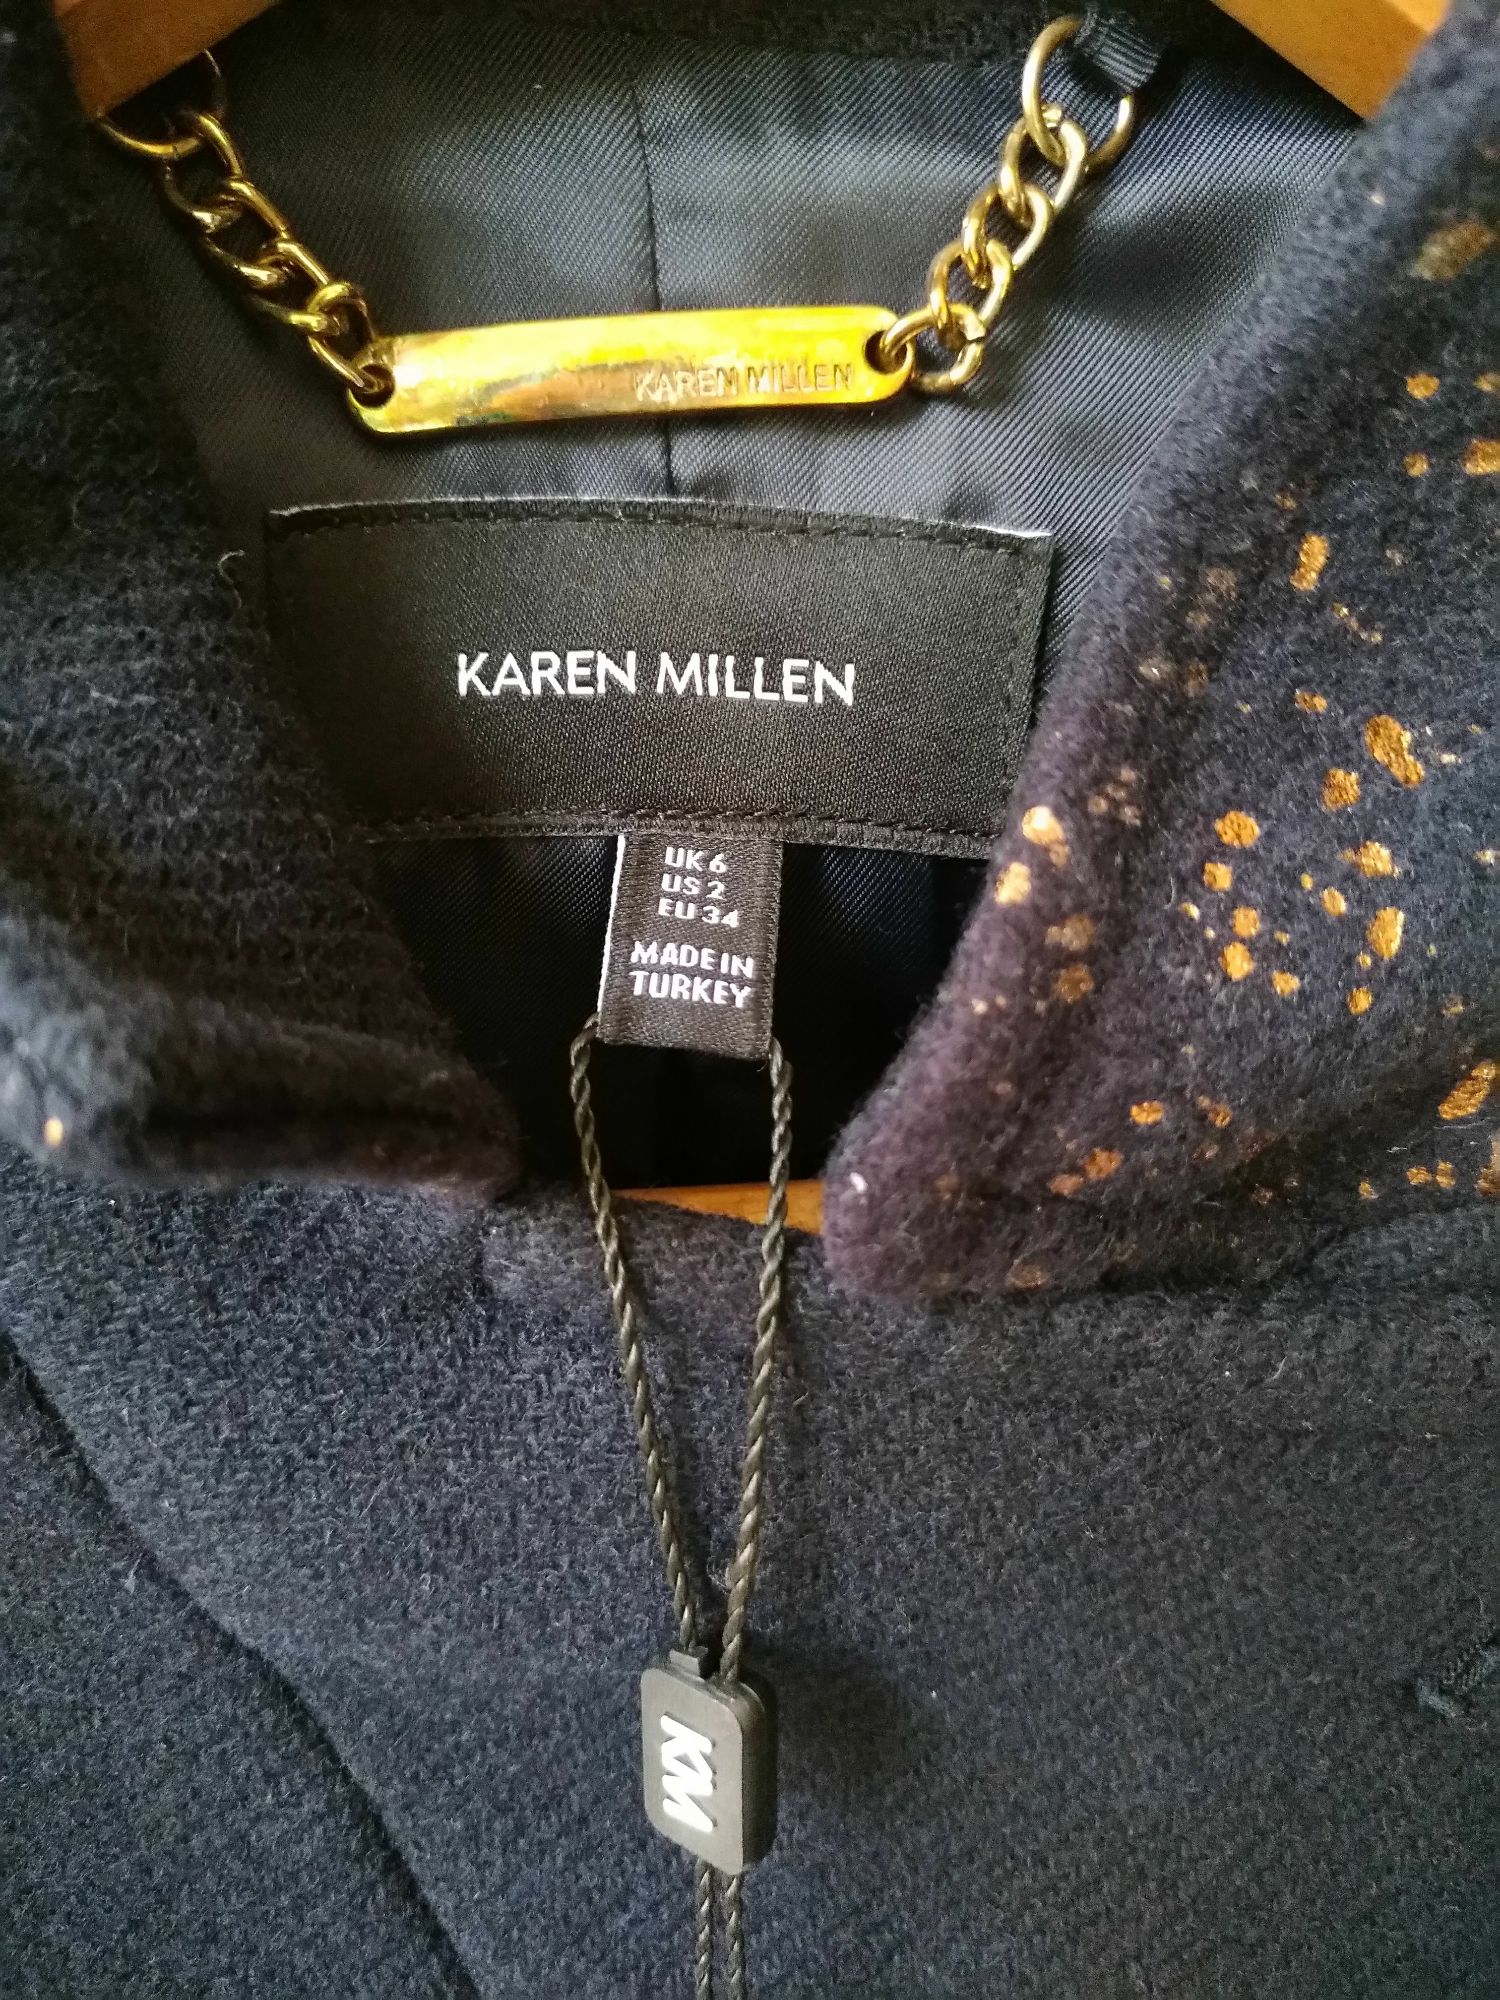 KAREN MILLEN
KAREN MILLEN
UK 6
US 2
EU 34
MADE IN
TURKEY
KM